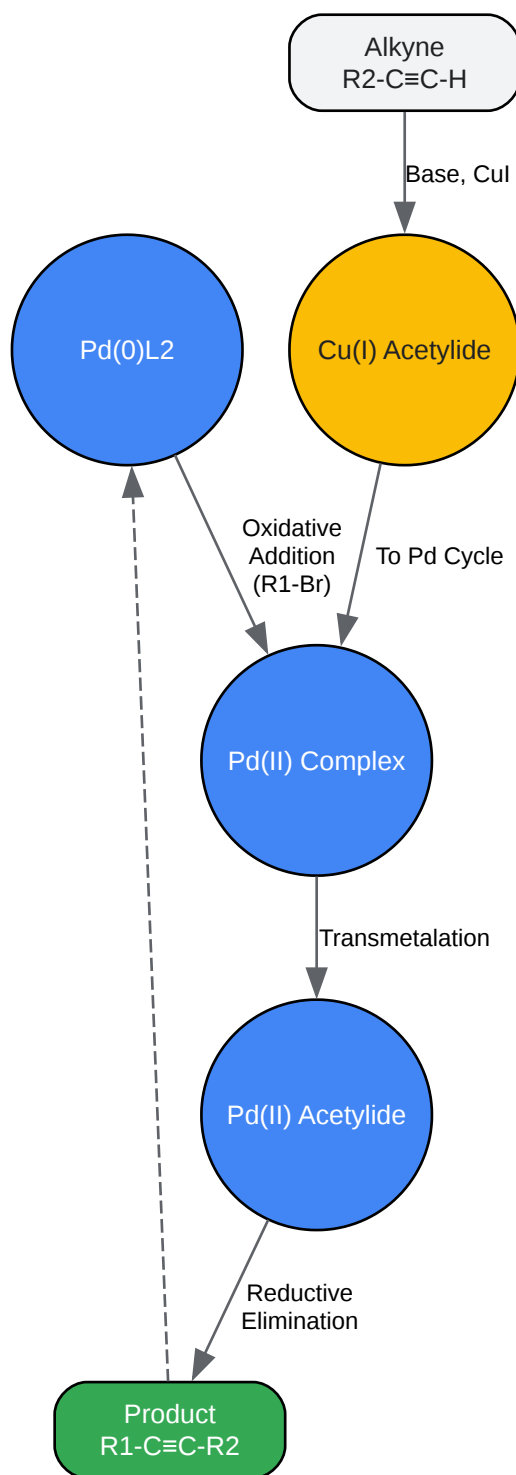 Alkyne
R2-C≡C-H
Base, CuI
Pd(0)L2
Cu(I) Acetylide
Oxidative
Addition
(R1-Br)
To Pd Cycle
Pd(II) Complex
Transmetalation
Pd(II) Acetylide
Reductive
Elimination
Product
R1-C≡C-R2